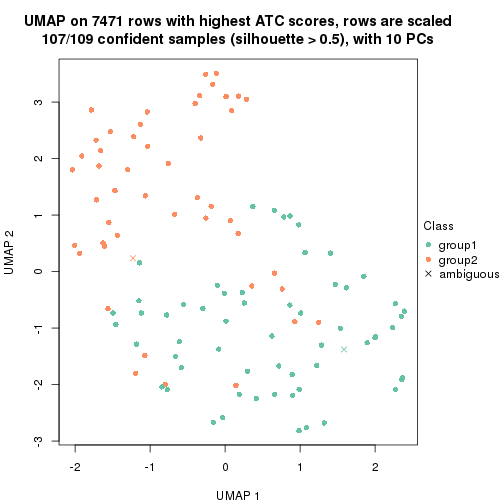 UMAP on 7471 rows with highest ATC scores, rows are scaled
107/109 confident samples (silhouette > 0.5), with 10 PCs
3
2
1
0
-1
-2
-3
UMAP 2
-2
-1
0
1
2
UMAP 1
Class
group1
group2
ambiguous